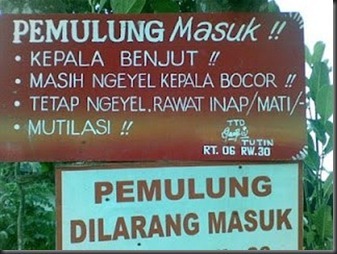 PEMULUNG Masuk !!
• KEPALA BENJUT !!
• MASIH NGEYEL KEPALA BOCOR !
• TETAP NGEYEL, RAWAT INAP/MATI/-
• MUTILASI !!
TTD
TUTIN
RT. 06 RW. 30
PEMULUNG
DILARANG MASUK